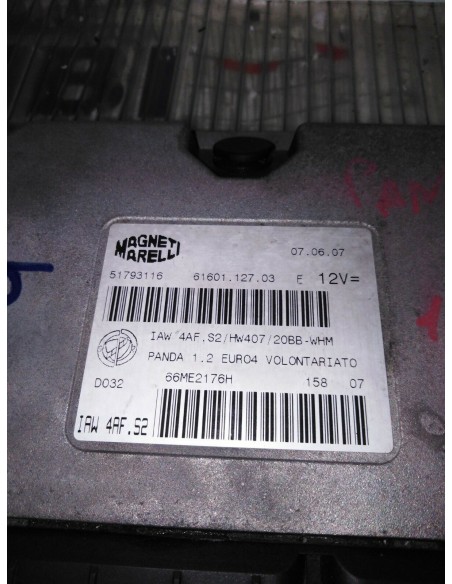 MAGNETI MARELLI
07.06.07
51793116 61601.127.03 E 12V=
IAW 4AF.S2/HW407/20BB-WHM
PANDA 1.2 EURO4 VOLONTARIATO
D032 66ME2176H 158 07
IAW 4AF.S2